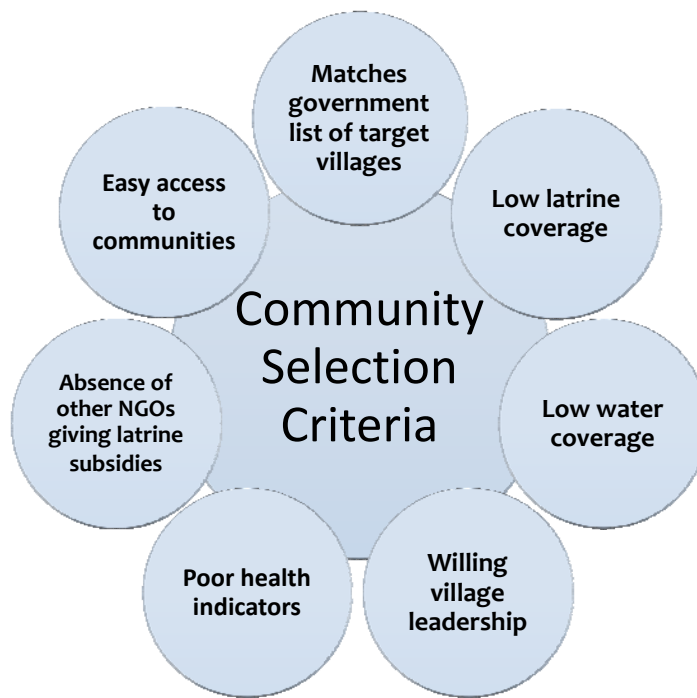 Community
Selection
Criteria
Matches
government
list of target
villages
Low latrine
coverage
Low water
coverage
Willing
village
leadership
Poor health
indicators
Absence of
other NGOs
giving latrine
subsidies
Easy access
to
communities